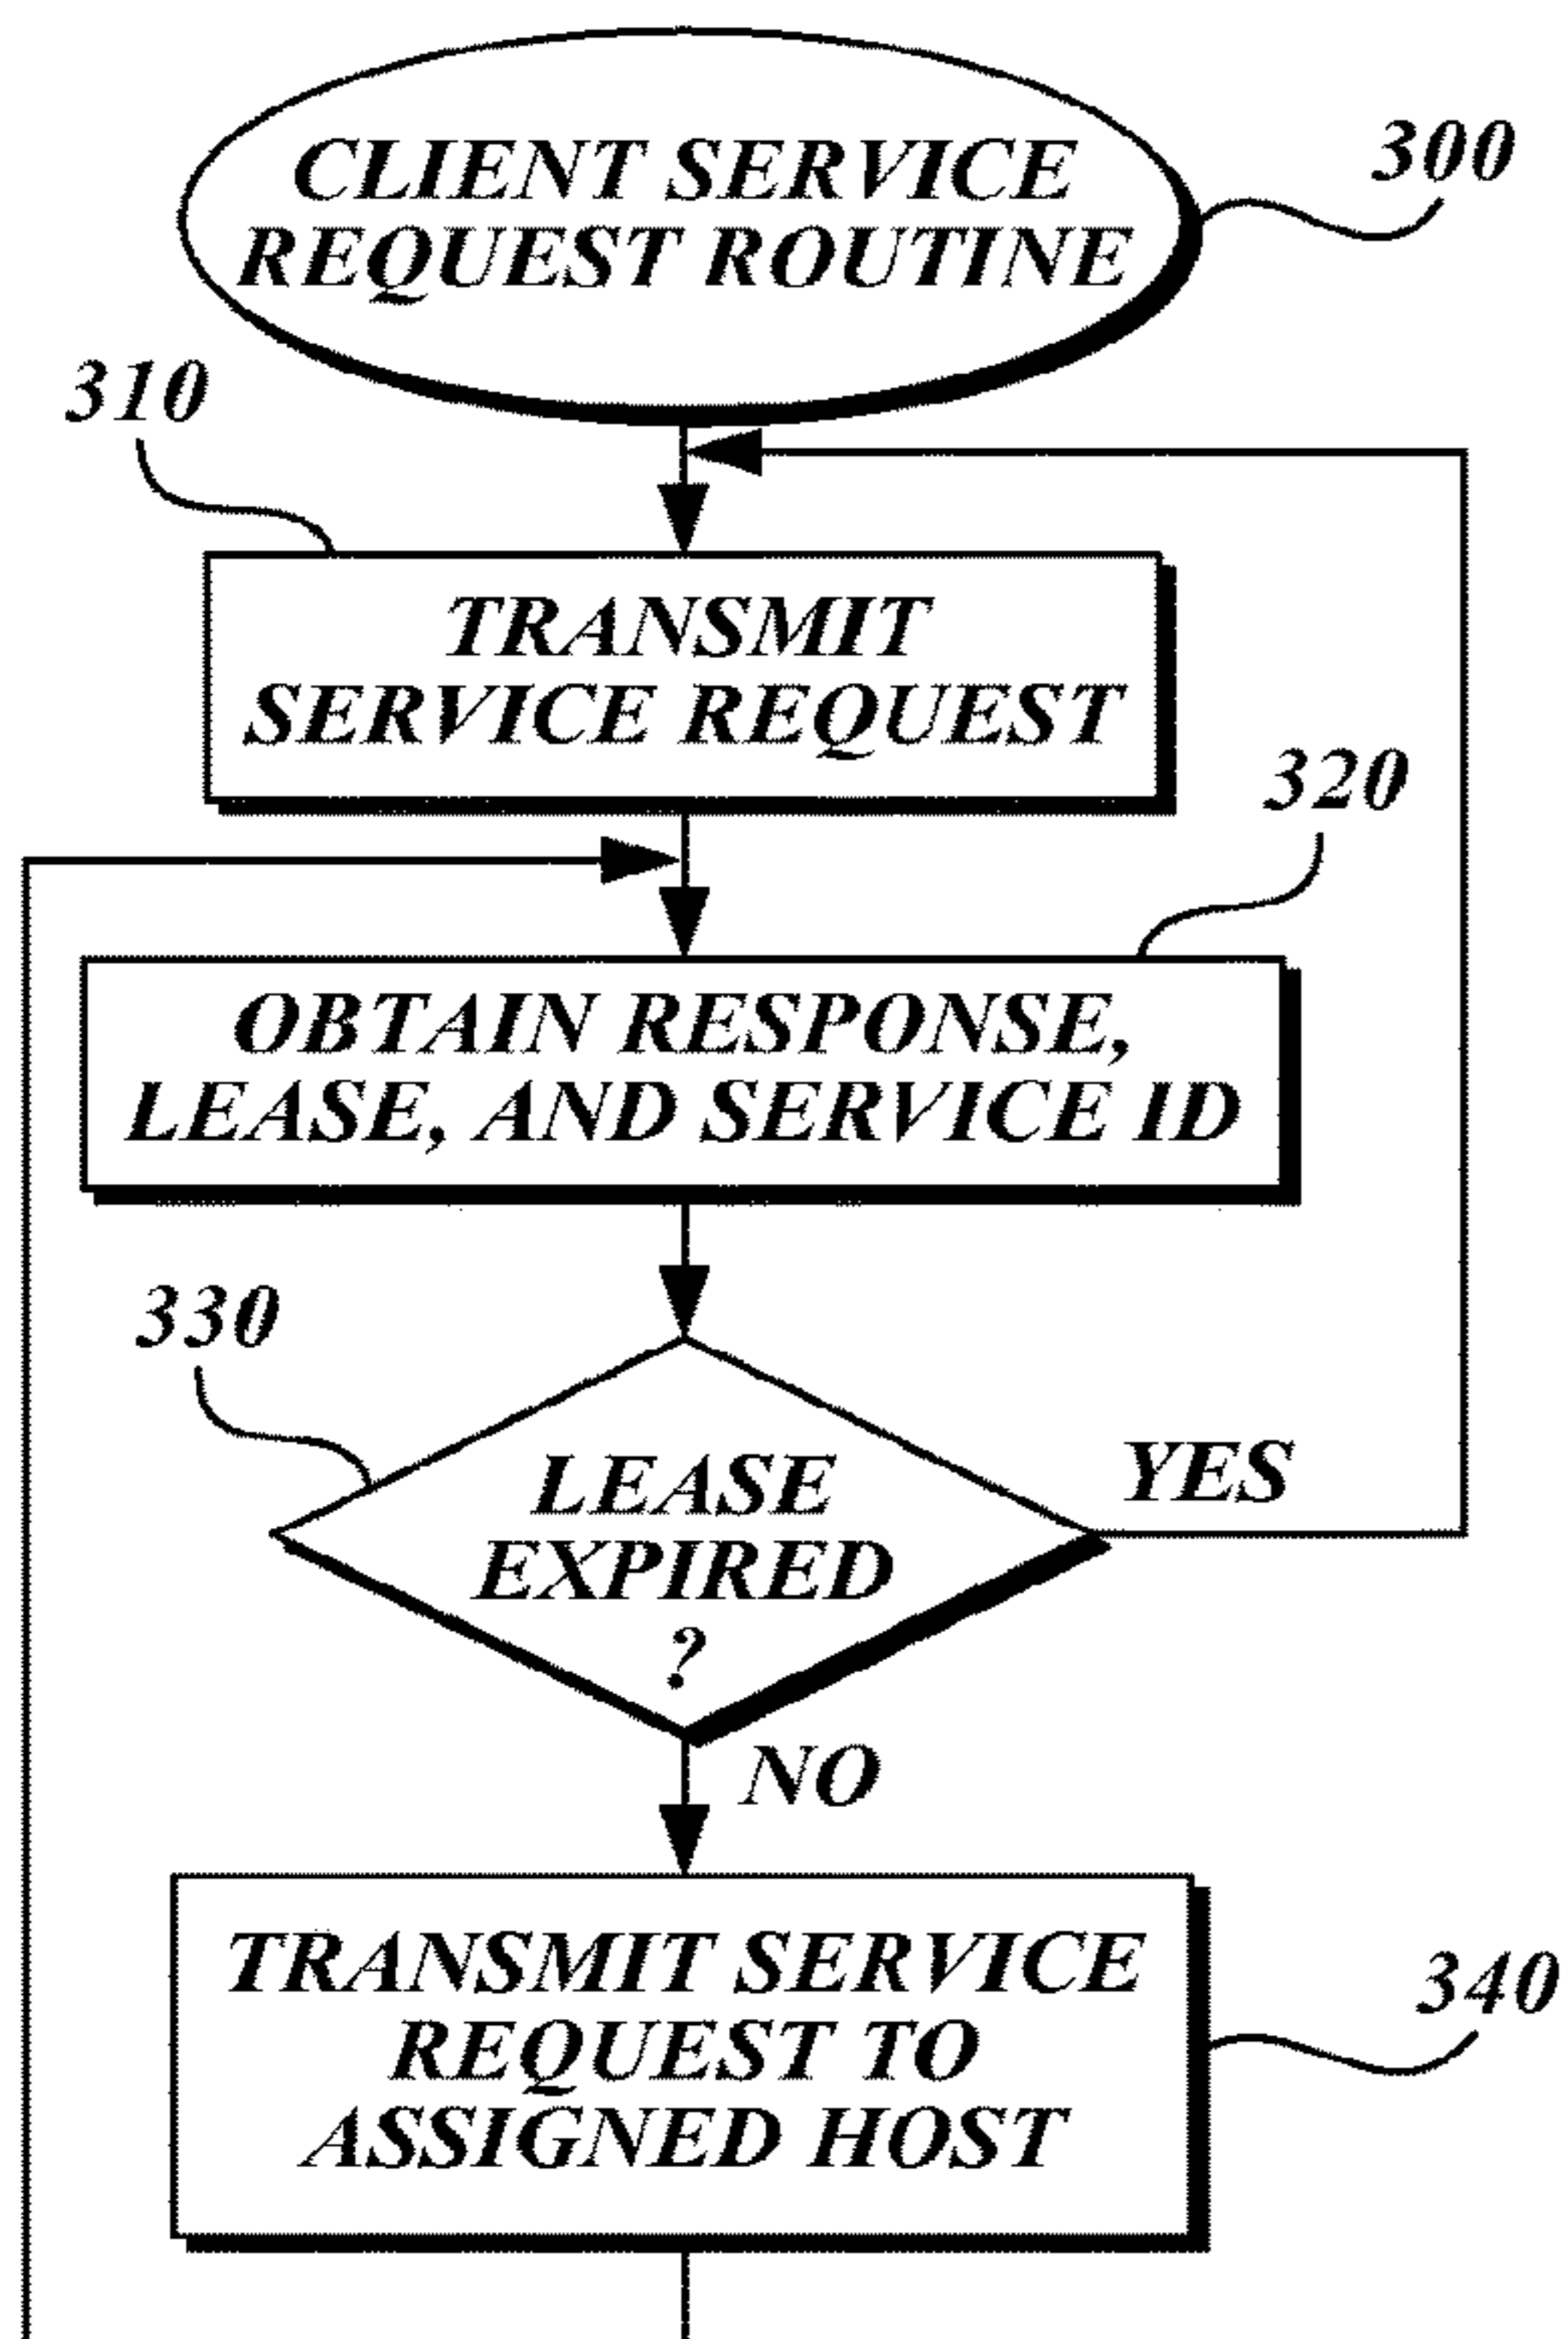 300
CLIENT SERVICE
REQUEST ROUTINE
310
TRANSMIT
SERVICE REQUEST
320
OBTAIN RESPONSE,
LEASE, AND SERVICE ID
330
LEASE
EXPIRED
?
YES
NO
TRANSMIT SERVICE
REQUEST TO
ASSIGNED HOST
340